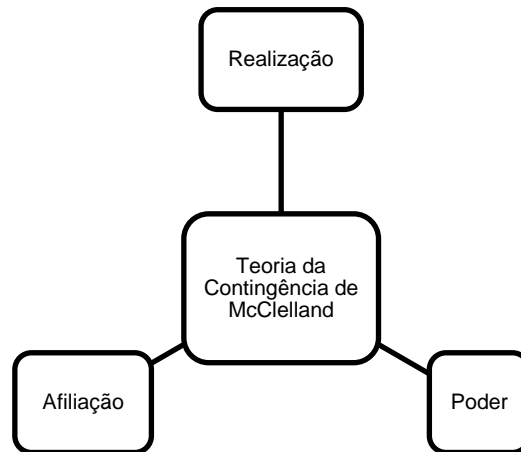 Realização
Teoria da
Contingência de
McClelland
Afiliação
Poder